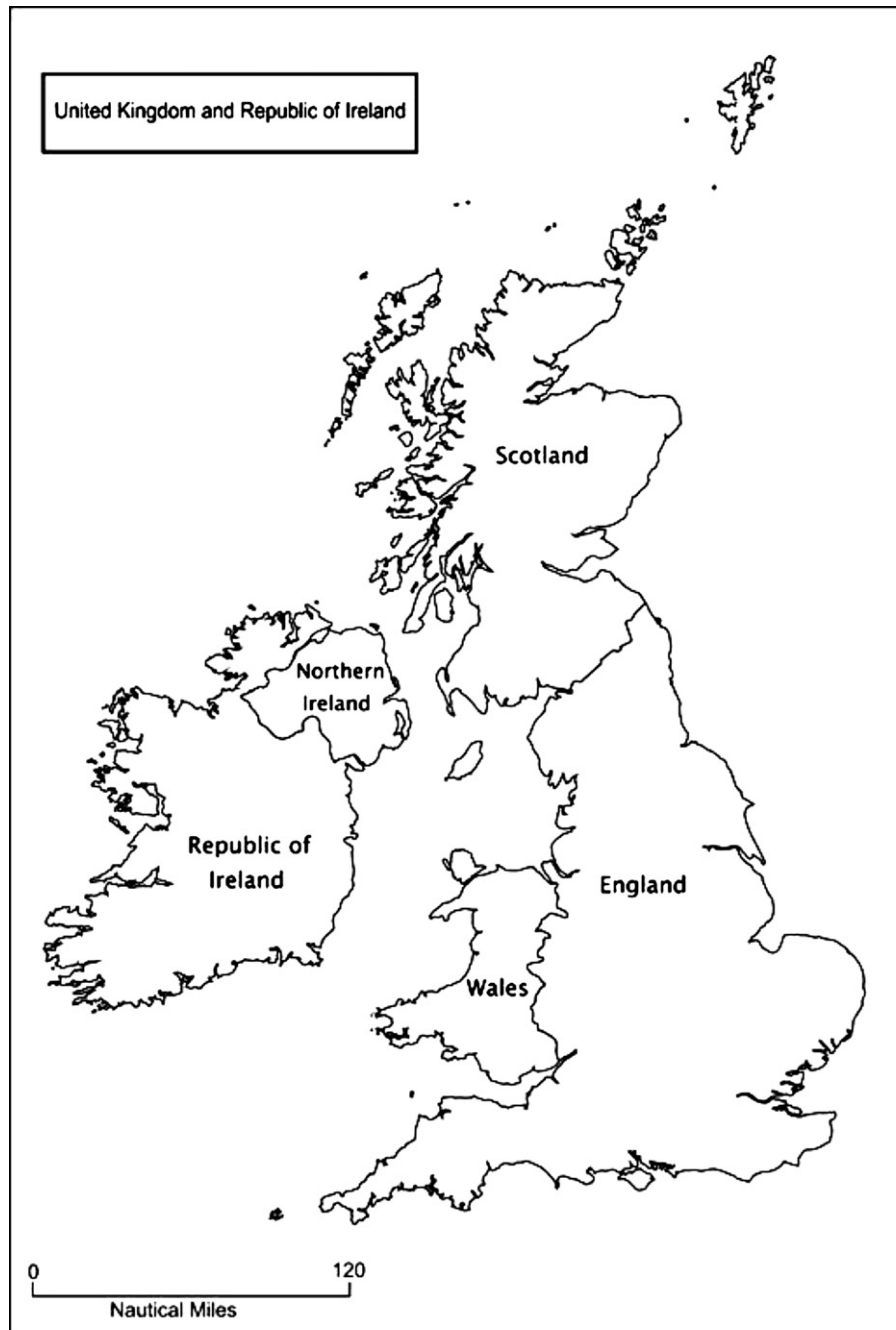 United Kingdom and Republic of Ireland
Scotland
Northern
Ireland
Republic of
Ireland
England
Wales
0 120
Nautical Miles